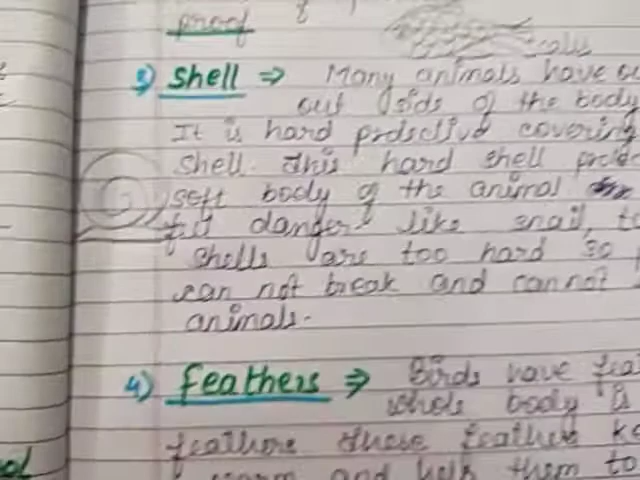 proof
3) shell ⇒ Many animals have
out side of the body
It is hard protective covering
shell. This hard shell
soft body of the animal
danger like snail,
shells are too hard so
can not break and cannot
animals.
4) feathers ⇒ Birds have
whole body
feathers these feathers
warm and help them to